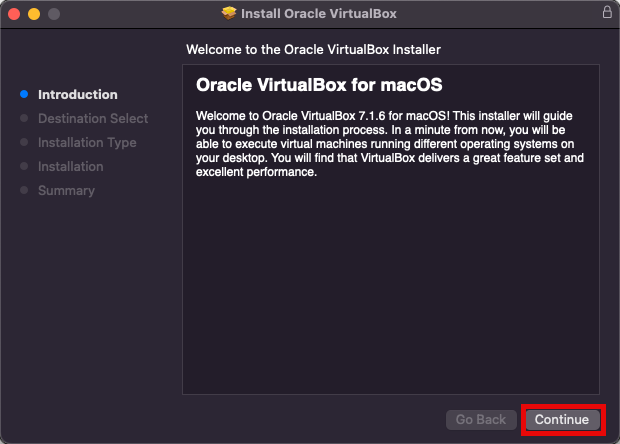 Install Oracle VirtualBox
Welcome to the Oracle VirtualBox Installer
Introduction
Destination Select
Installation Type
Installation
Summary
Oracle VirtualBox for macOS
Welcome to Oracle VirtualBox 7.1.6 for macOS! This installer will guide
you through the installation process. In a minute from now, you will be
able to execute virtual machines running different operating systems on
your desktop. You will find that VirtualBox delivers a great feature set and
excellent performance.
Go Back
Continue